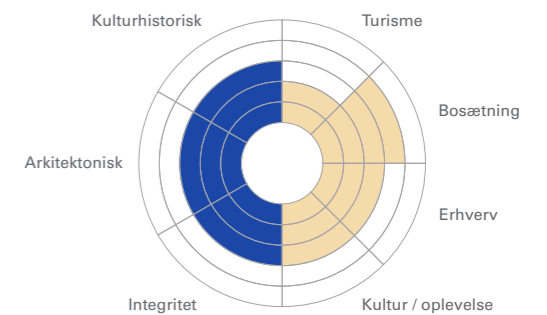 Kulturhistorisk
Turisme
Bosætning
Arkitektonisk
Erhverv
Integritet
Kultur / oplevelse